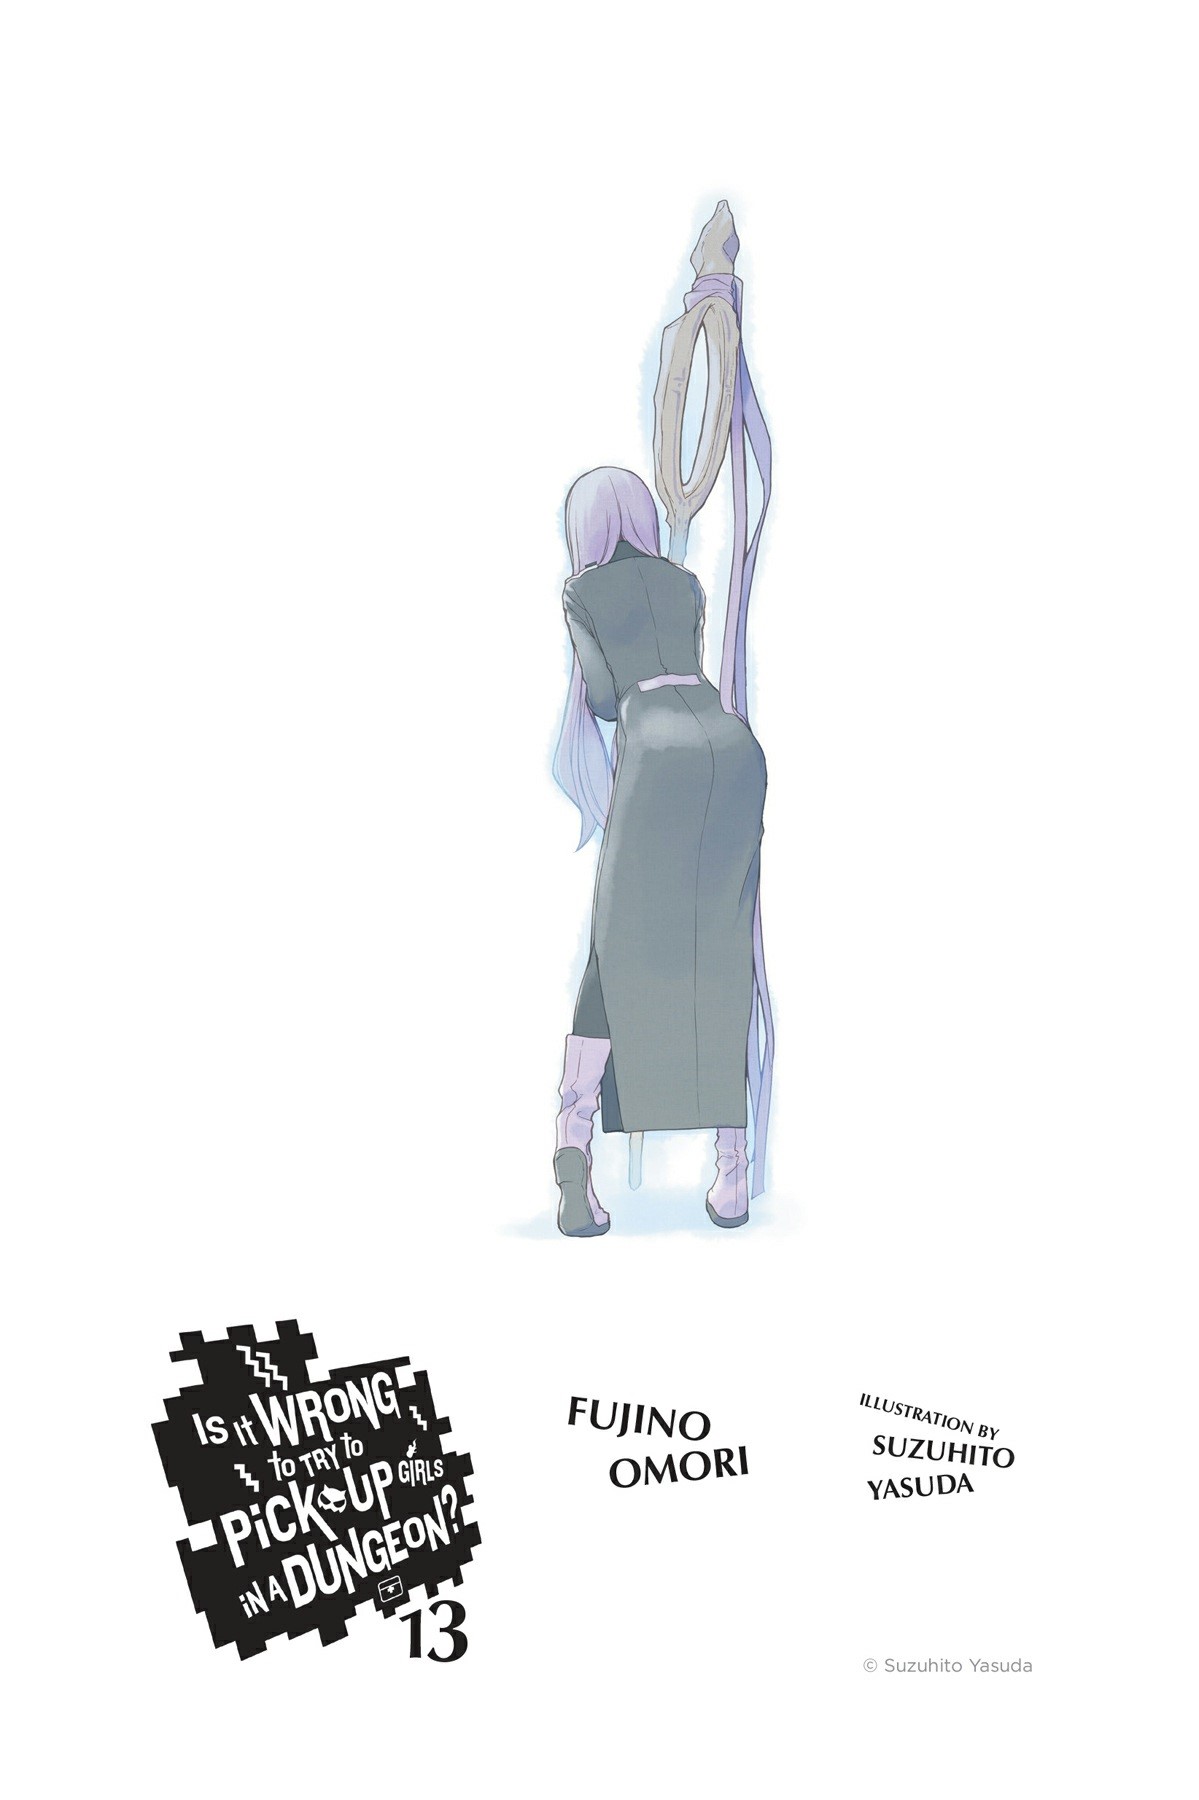 Is It WRONG
to TRY to
PiCK UP GIRLS
iN A DUNGEON?
13
FUJINO
OMORI
ILLUSTRATION BY
SUZUHITO
YASUDA
© Suzuhito Yasuda